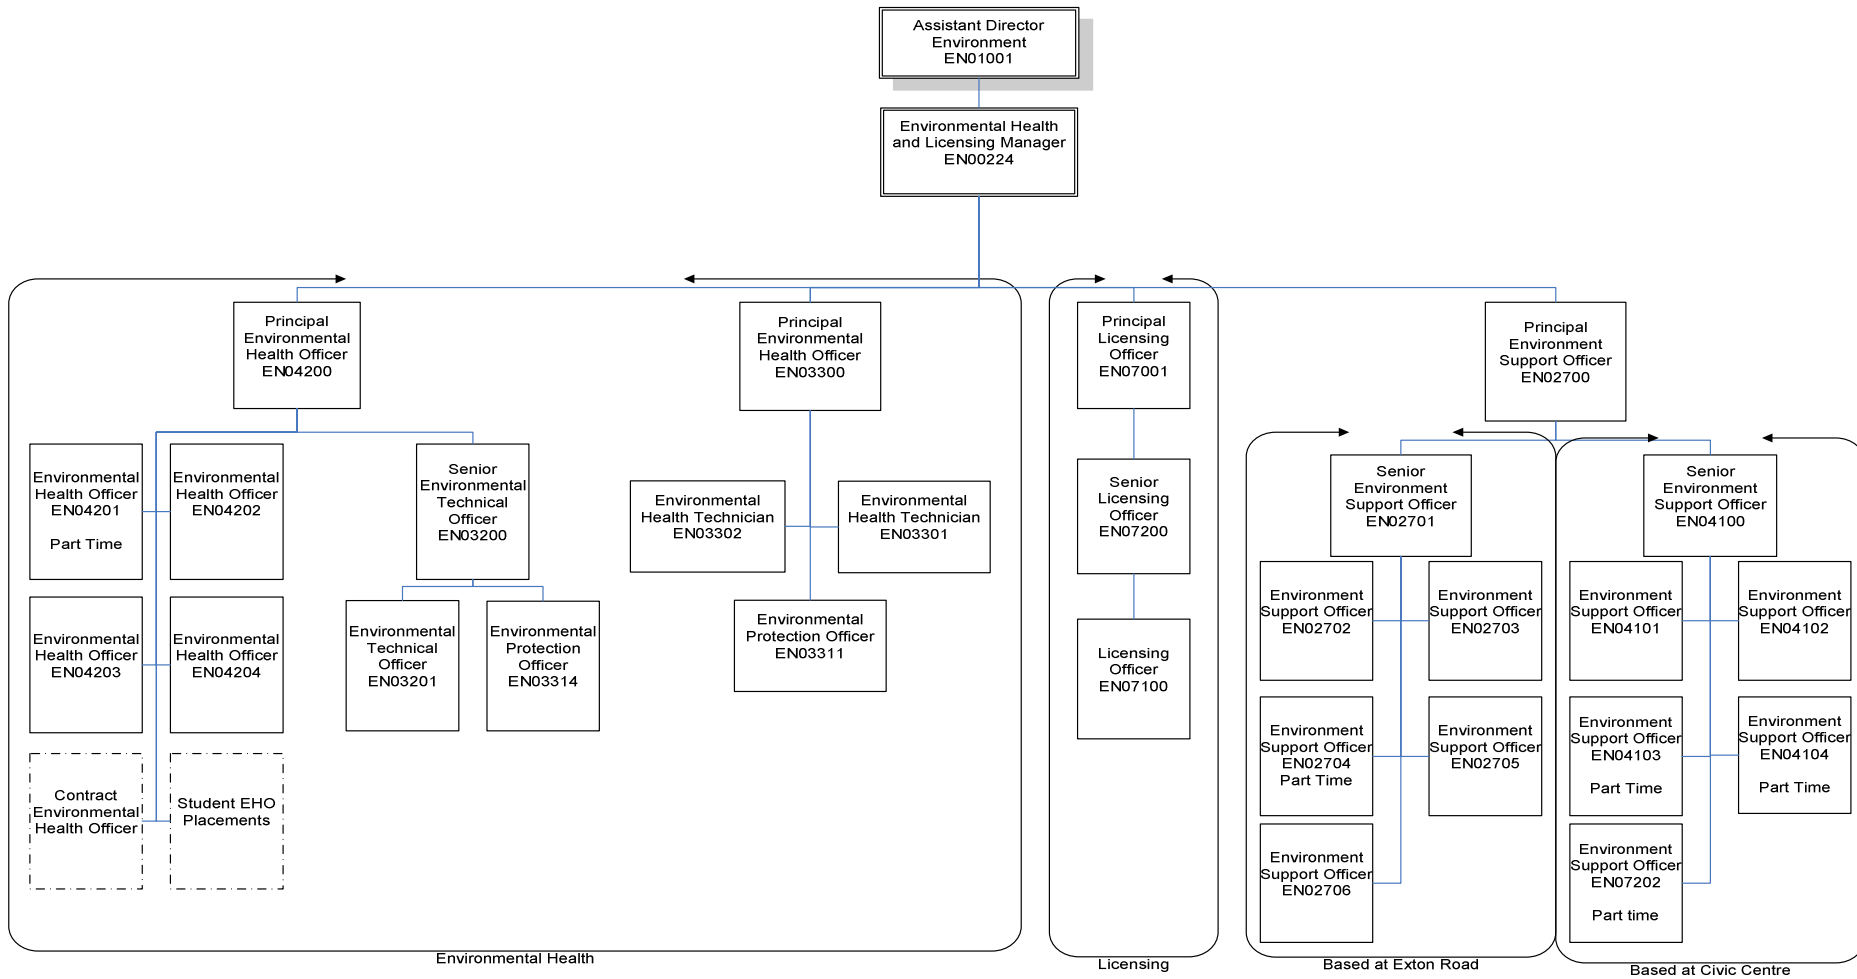 Assistant Director
Environment
EN01001
Environmental Health
and Licensing Manager
EN00224
Principal
Environmental
Health Officer
EN04200
Principal
Environmental
Health Officer
EN03300
Principal
Licensing
Officer
EN07001
Principal
Environment
Support Officer
EN02700
Environmental
Health Officer
EN04201
Part Time
Environmental
Health Officer
EN04202
Senior
Environmental
Technical
Officer
EN03200
Environmental
Health Technician
EN03302
Environmental
Health Technician
EN03301
Senior
Licensing
Officer
EN07200
Senior
Environment
Support Officer
EN02701
Senior
Environment
Support Officer
EN04100
Environmental
Health Officer
EN04203
Environmental
Health Officer
EN04204
Environmental
Technical
Officer
EN03201
Environmental
Protection
Officer
EN03314
Environmental
Protection Officer
EN03311
Licensing
Officer
EN07100
Environment
Support Officer
EN02702
Environment
Support Officer
EN02703
Environment
Support Officer
EN04101
Environment
Support Officer
EN04102
Environment
Support Officer
EN02704
Part Time
Environment
Support Officer
EN02705
Environment
Support Officer
EN04103
Part Time
Environment
Support Officer
EN04104
Part Time
Contract
Environmental
Health Officer
Student EHO
Placements
Environment
Support Officer
EN02706
Environment
Support Officer
EN07202
Part time
Environmental Health
Licensing
Based at Exton Road
Based at Civic Centre